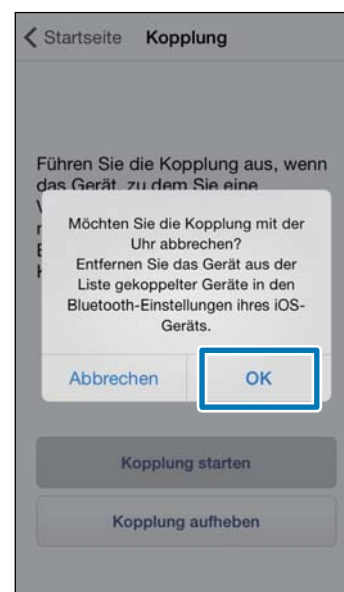 Startseite Kopplung
Führen Sie die Kopplung aus, wenn
das Gerät, zu dem Sie eine
Möchten Sie die Kopplung mit der
Uhr abbrechen?
Entfernen Sie das Gerät aus der
Liste gekoppelter Geräte in den
Bluetooth-Einstellungen ihres iOS-
Geräts.
Abbrechen OK
Kopplung starten
Kopplung aufheben